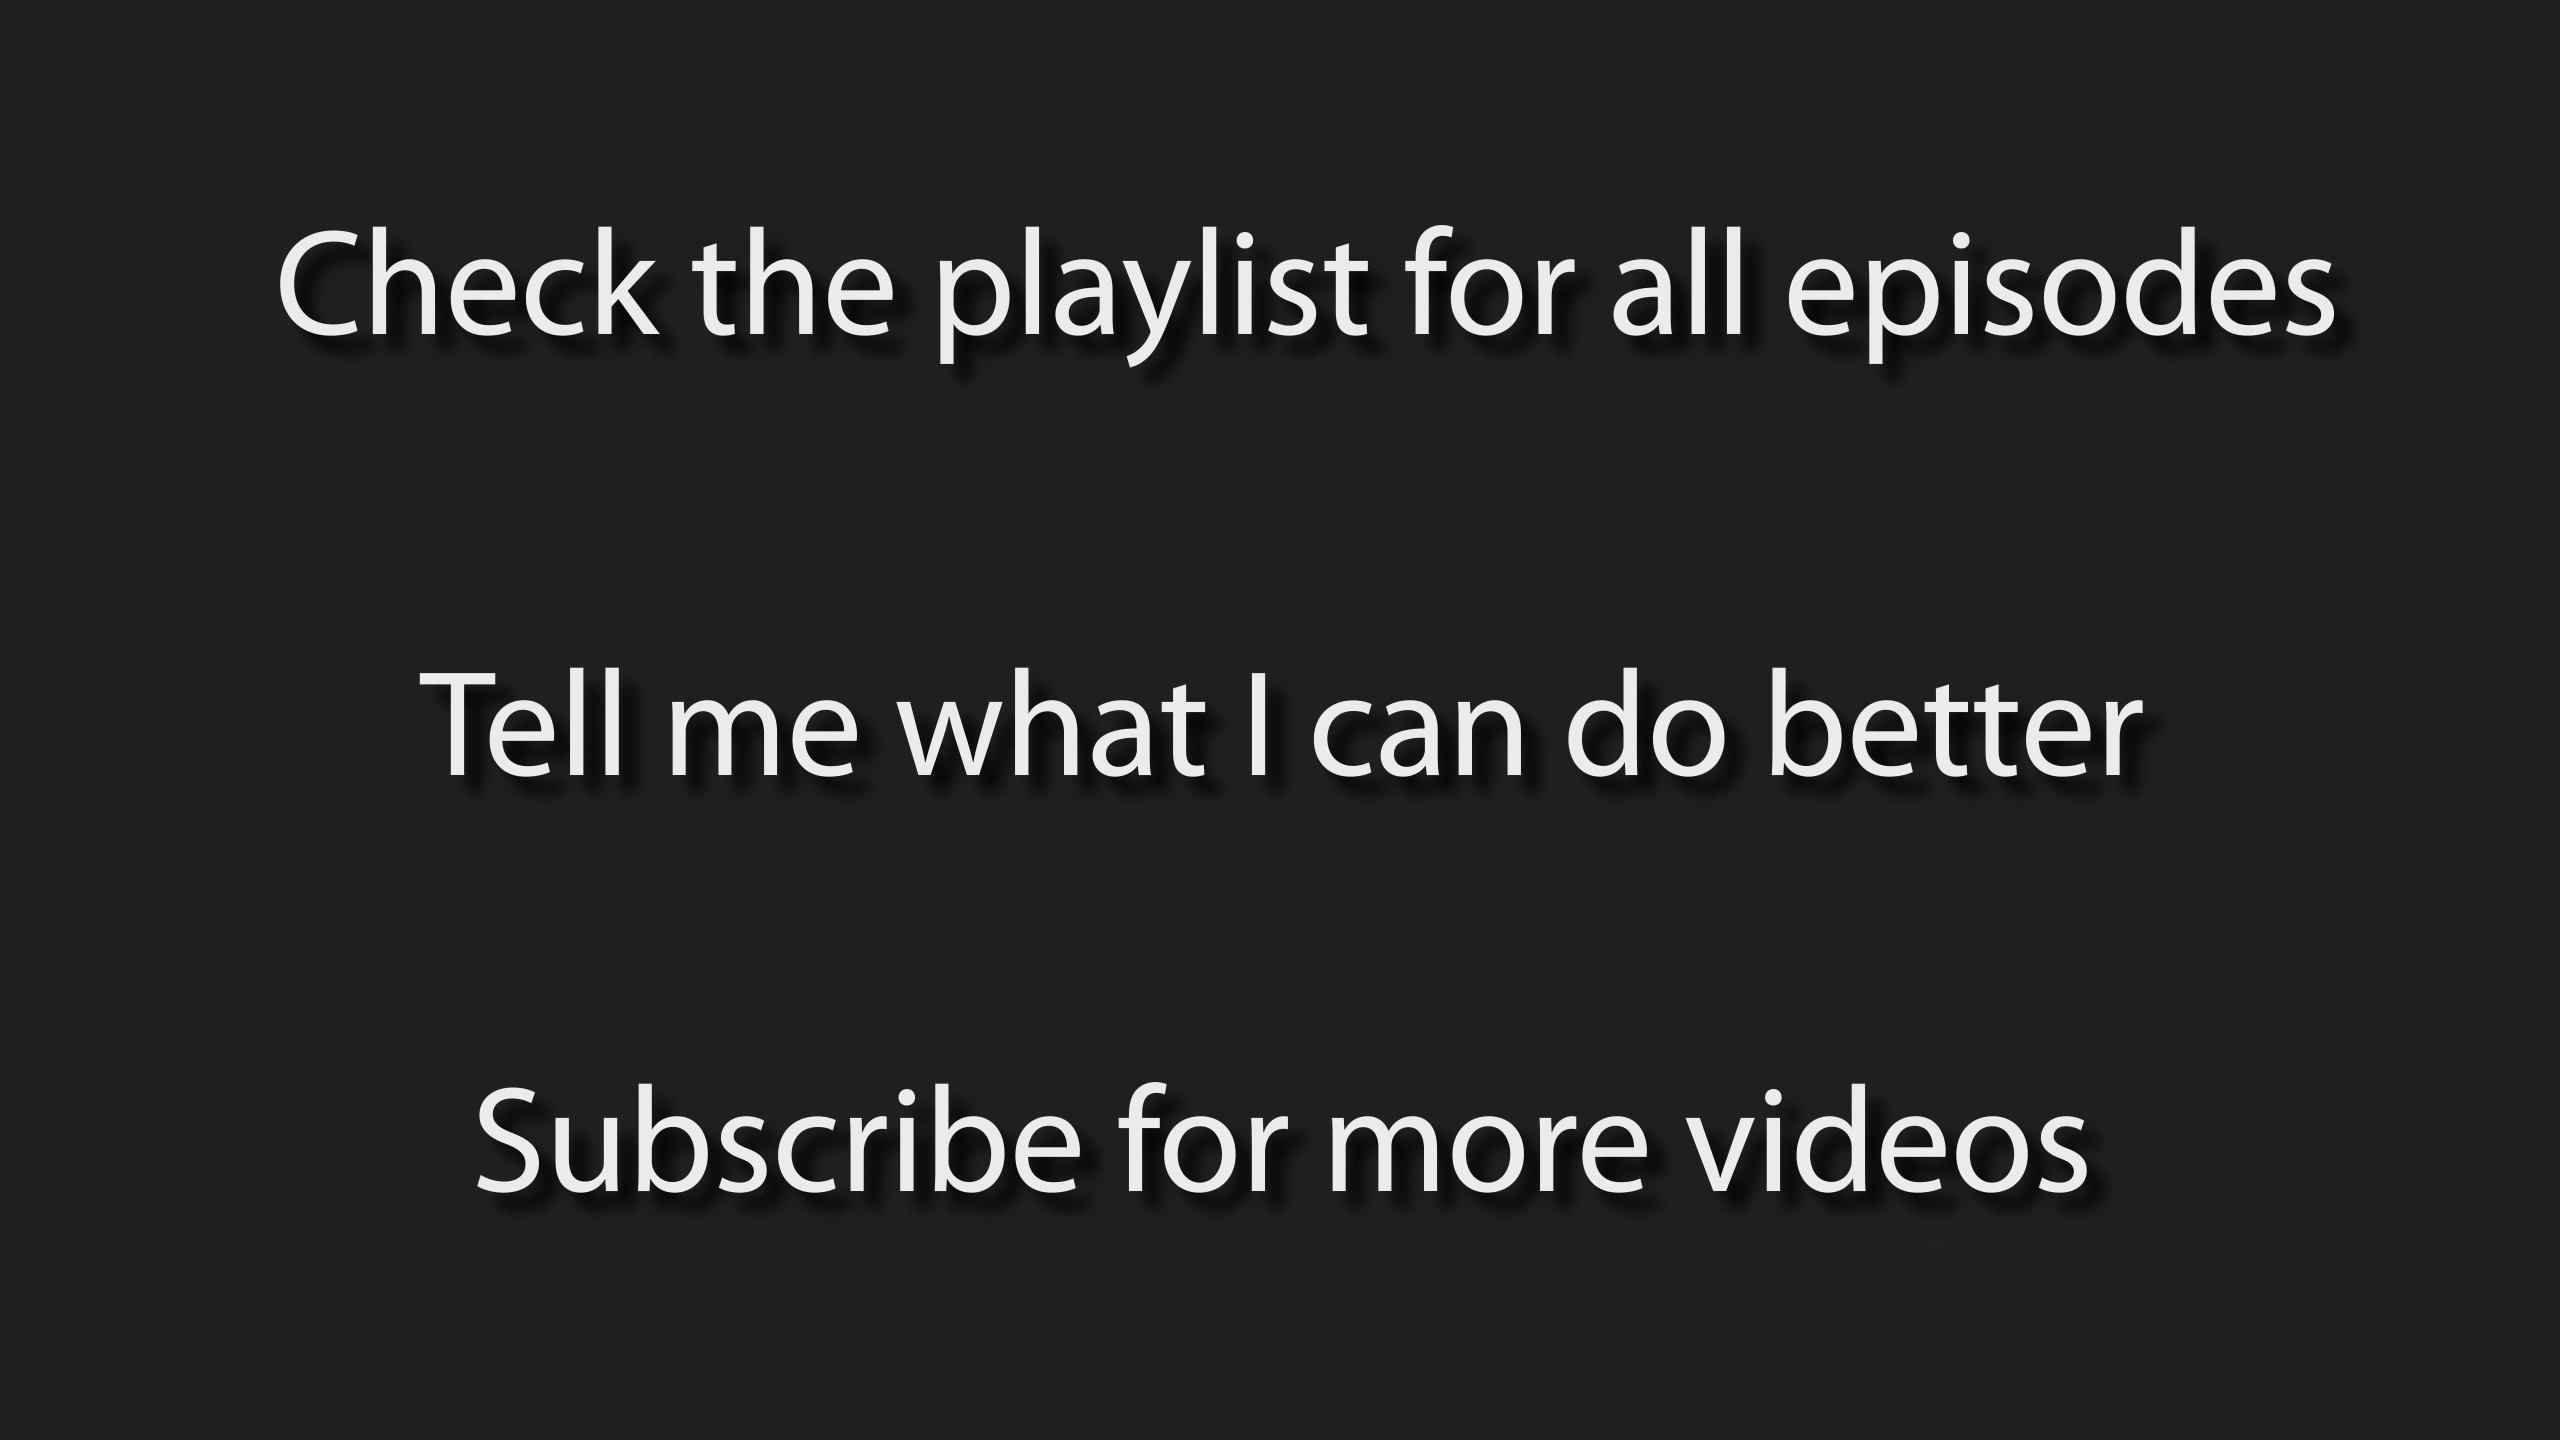 Check the playlist for all episodes
Tell me what I can do better
Subscribe for more videos